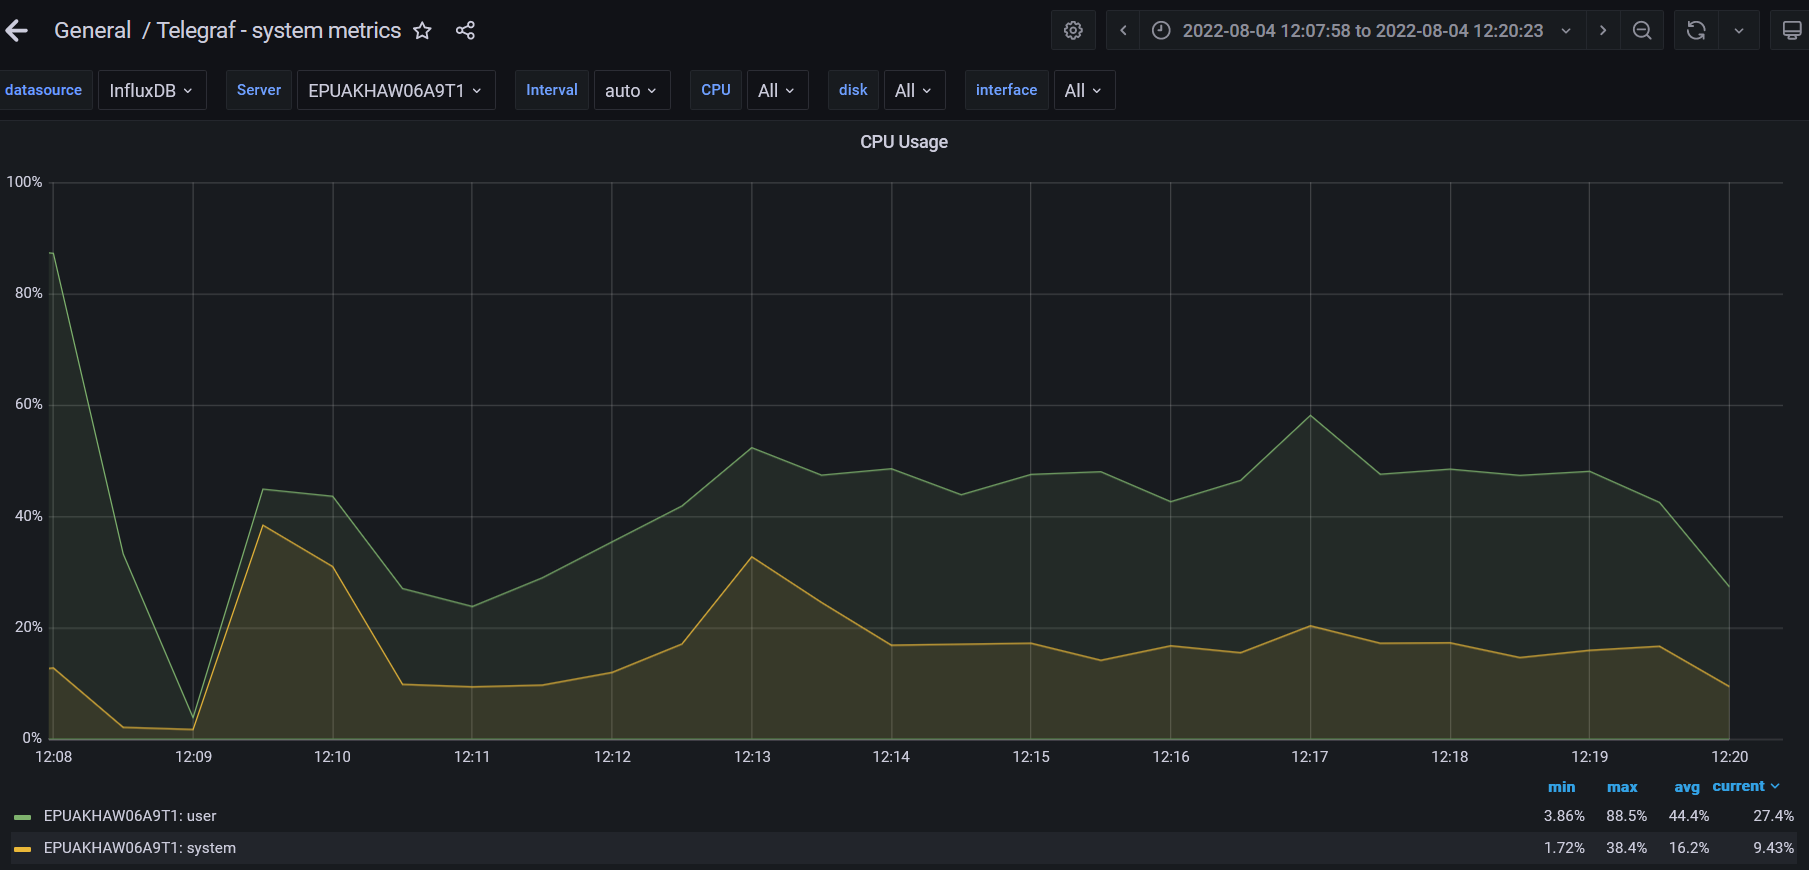 General / Telegraf - system metrics
2022-08-04 12:07:58 to 2022-08-04 12:20:23
datasource InfluxDB Server EPUAKHAW06A9T1 Interval auto CPU All disk All interface All
CPU Usage
100%
80%
60%
40%
20%
0%
12:08 12:09 12:10 12:11 12:12 12:13 12:14 12:15 12:16 12:17 12:18 12:19 12:20
min max avg current
EPUAKHAW06A9T1: user 3.86% 88.5% 44.4% 27.4%
EPUAKHAW06A9T1: system 1.72% 38.4% 16.2% 9.43%